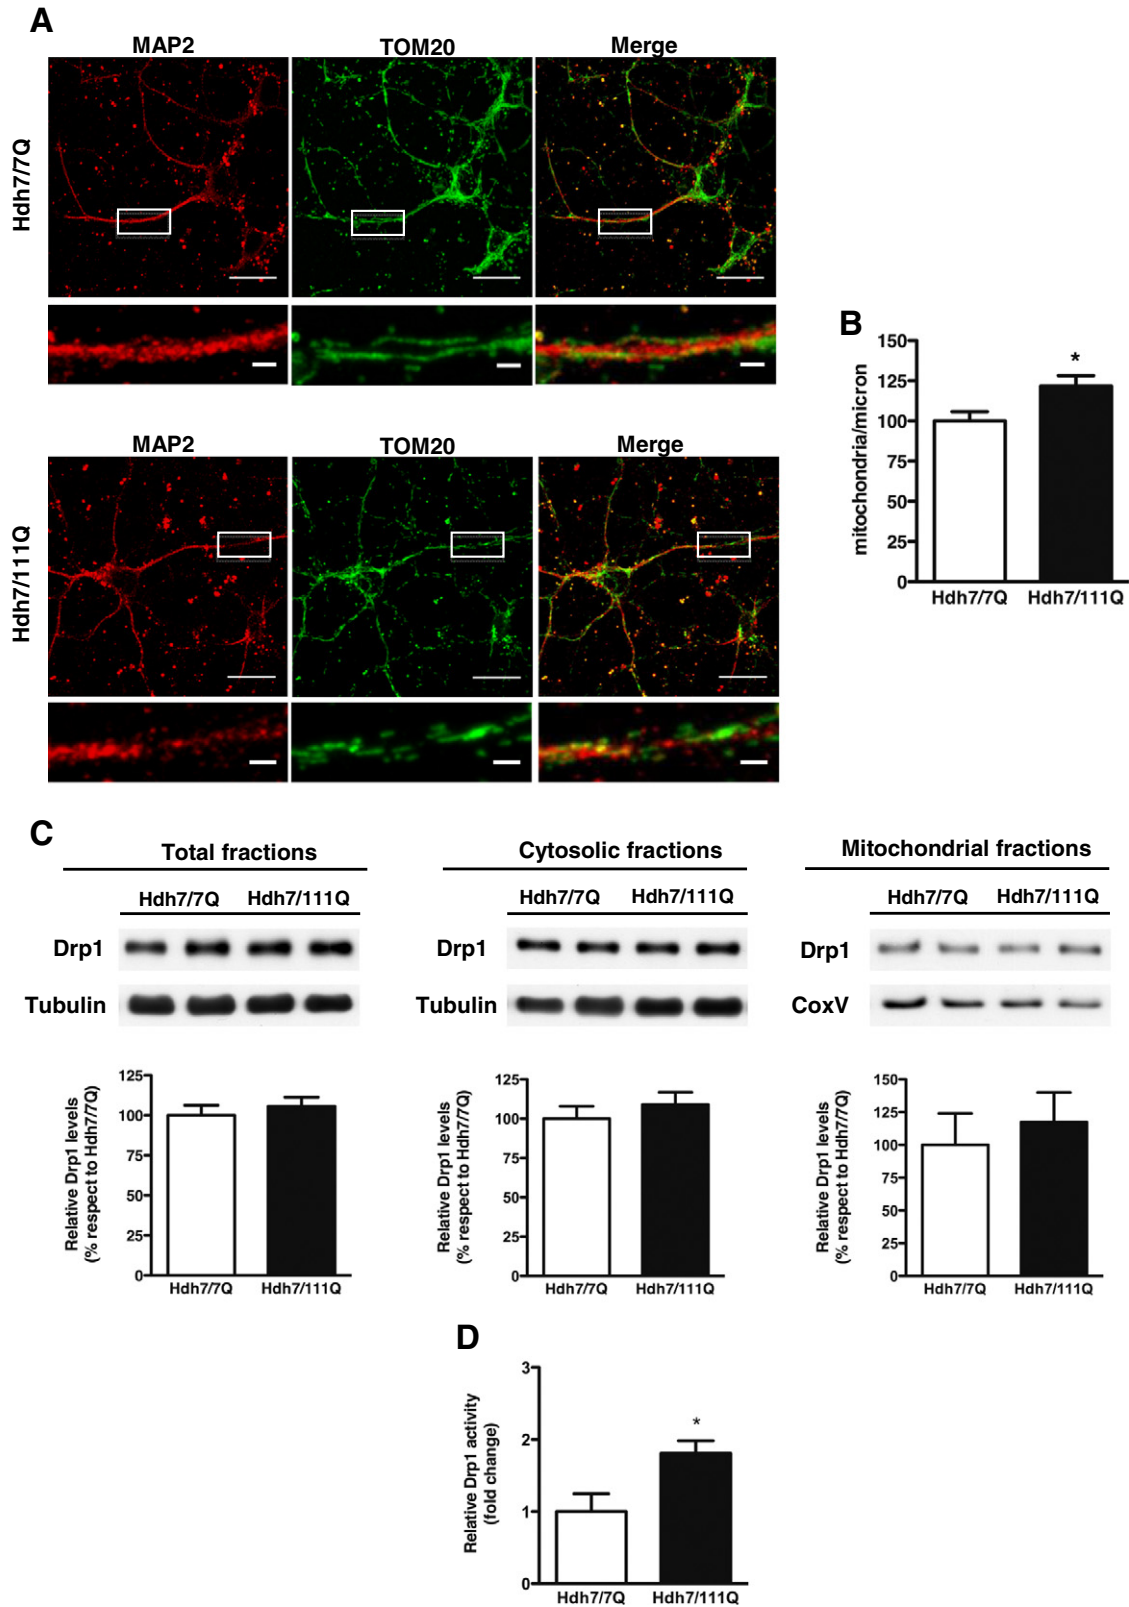 A
MAP2 TOM20 Merge
Hdh7/7Q
MAP2 TOM20 Merge
Hdh7/111Q
B
mitochondria/micron
150
125
100
75
50
25
0
Hdh7/7Q Hdh7/111Q
*
C
Total fractions
Hdh7/7Q Hdh7/111Q
Drp1
Tubulin
Relative Drp1 levels
(% respect to Hdh7/7Q)
125
100
75
50
25
0
Hdh7/7Q Hdh7/111Q
Cytosolic fractions
Hdh7/7Q Hdh7/111Q
Drp1
Tubulin
Relative Drp1 levels
(% respect to Hdh7/7Q)
125
100
75
50
25
0
Hdh7/7Q Hdh7/111Q
Mitochondrial fractions
Hdh7/7Q Hdh7/111Q
Drp1
CoxV
Relative Drp1 levels
(% respect to Hdh7/7Q)
150
125
100
75
50
25
0
Hdh7/7Q Hdh7/111Q
D
Relative Drp1 activity
(fold change)
3
2
1
0
*
Hdh7/7Q Hdh7/111Q